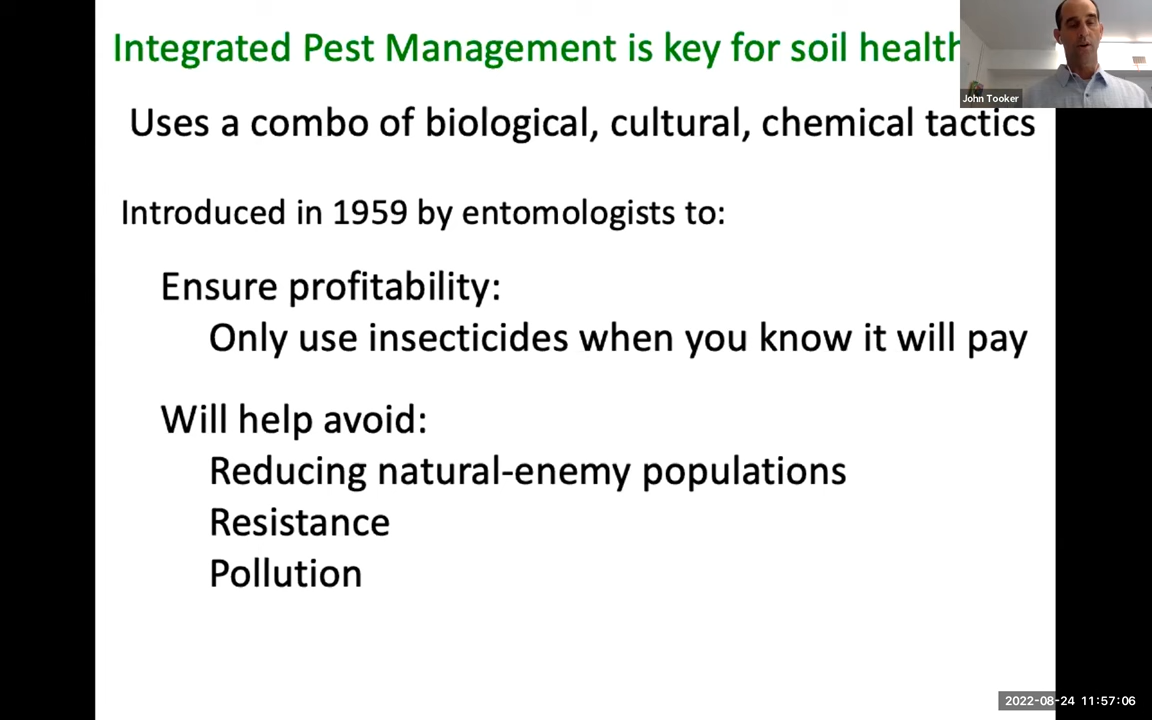 Integrated Pest Management is key for soil health
John Tooker
Uses a combo of biological, cultural, chemical tactics
Introduced in 1959 by entomologists to:
Ensure profitability:
Only use insecticides when you know it will pay
Will help avoid:
Reducing natural-enemy populations
Resistance
Pollution
2022-08-24 11:57:06